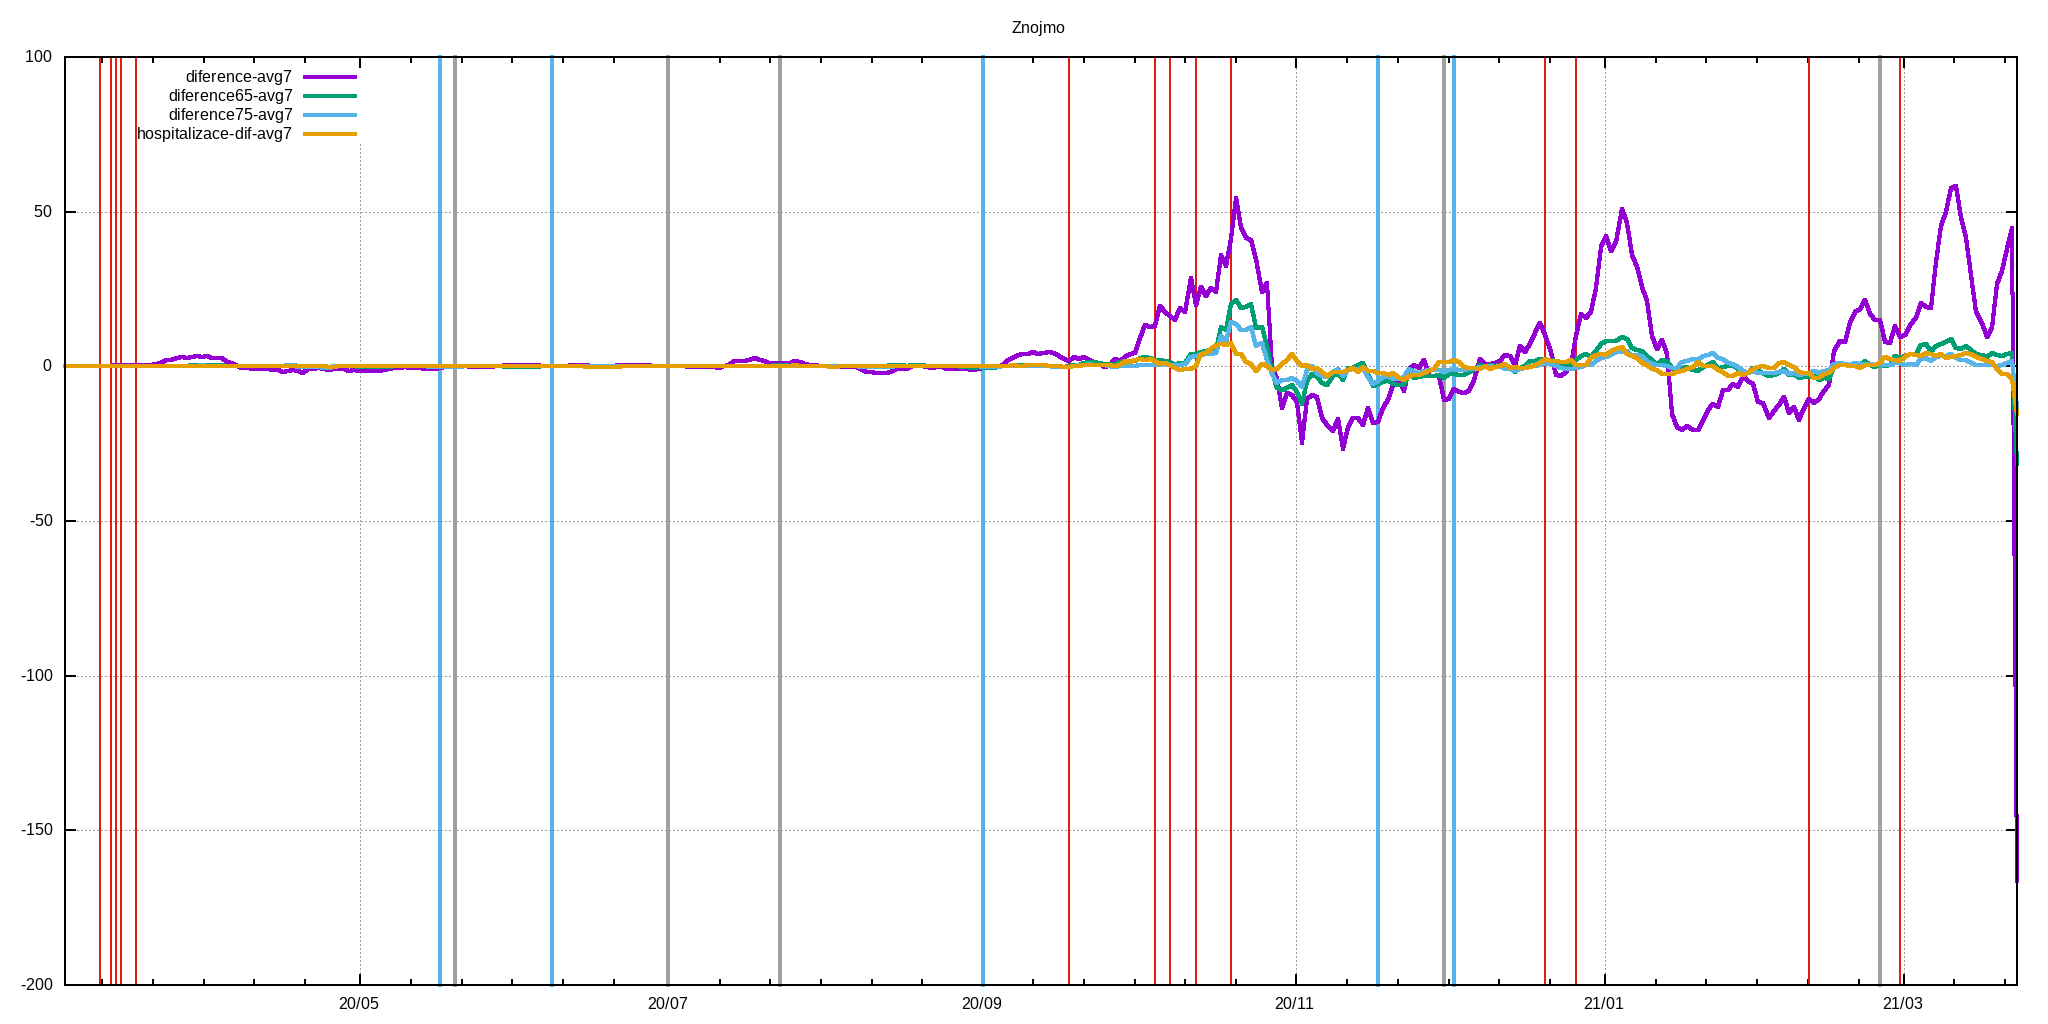 Znojmo
100
diference-avg7
diference65-avg7
diference75-avg7
hospitalizace-dif-avg7
50
0
-50
-100
-150
-200
20/05 20/07 20/09 20/11 21/01 21/03